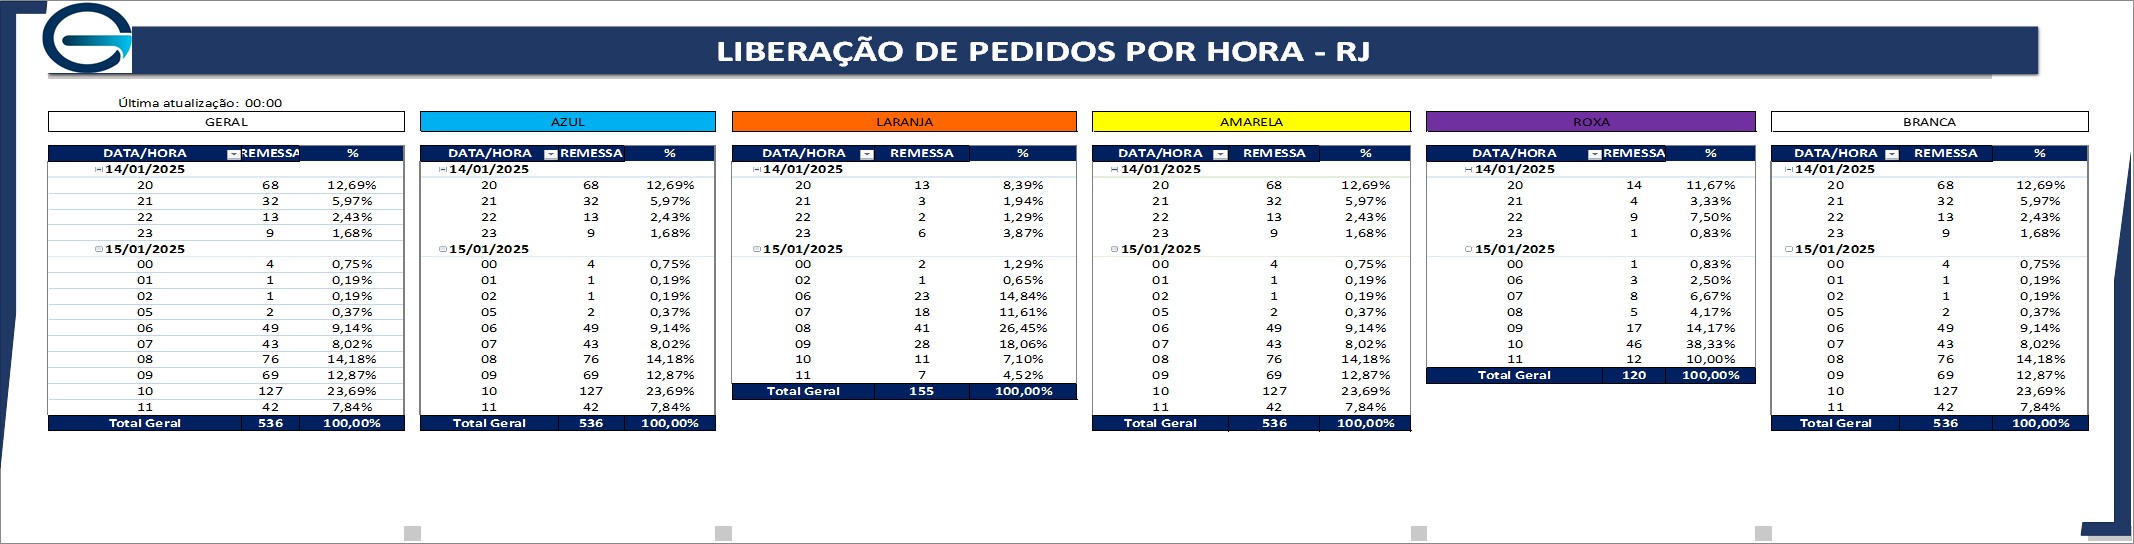 LIBERAÇÃO DE PEDIDOS POR HORA - RJ
Última atualização: 00:00
GERAL
DATA/HORA REMESSA %
14/01/2025
20 68 12,69%
21 32 5,97%
22 13 2,43%
23 9 1,68%
15/01/2025
00 4 0,75%
01 1 0,19%
02 1 0,19%
05 2 0,37%
06 49 9,14%
07 43 8,02%
08 76 14,18%
09 69 12,87%
10 127 23,69%
11 42 7,84%
Total Geral 536 100,00%
AZUL
DATA/HORA REMESSA %
14/01/2025
20 68 12,69%
21 32 5,97%
22 13 2,43%
23 9 1,68%
15/01/2025
00 4 0,75%
01 1 0,19%
02 1 0,19%
05 2 0,37%
06 49 9,14%
07 43 8,02%
08 76 14,18%
09 69 12,87%
10 127 23,69%
11 42 7,84%
Total Geral 536 100,00%
LARANJA
DATA/HORA REMESSA %
14/01/2025
20 13 8,39%
21 3 1,94%
22 2 1,29%
23 6 3,87%
15/01/2025
00 2 1,29%
02 1 0,65%
06 23 14,84%
07 18 11,61%
08 41 26,45%
09 28 18,06%
10 11 7,10%
11 7 4,52%
Total Geral 155 100,00%
AMARELA
DATA/HORA REMESSA %
14/01/2025
20 68 12,69%
21 32 5,97%
22 13 2,43%
23 9 1,68%
15/01/2025
00 4 0,75%
01 1 0,19%
02 1 0,19%
05 2 0,37%
06 49 9,14%
07 43 8,02%
08 76 14,18%
09 69 12,87%
10 127 23,69%
11 42 7,84%
Total Geral 536 100,00%
ROXA
DATA/HORA REMESSA %
14/01/2025
20 14 11,67%
21 4 3,33%
22 9 7,50%
23 1 0,83%
15/01/2025
00 1 0,83%
06 3 2,50%
07 8 6,67%
08 5 4,17%
09 17 14,17%
10 46 38,33%
11 12 10,00%
Total Geral 120 100,00%
BRANCA
DATA/HORA REMESSA %
14/01/2025
20 68 12,69%
21 32 5,97%
22 13 2,43%
23 9 1,68%
15/01/2025
00 4 0,75%
01 1 0,19%
02 1 0,19%
05 2 0,37%
06 49 9,14%
07 43 8,02%
08 76 14,18%
09 69 12,87%
10 127 23,69%
11 42 7,84%
Total Geral 536 100,00%